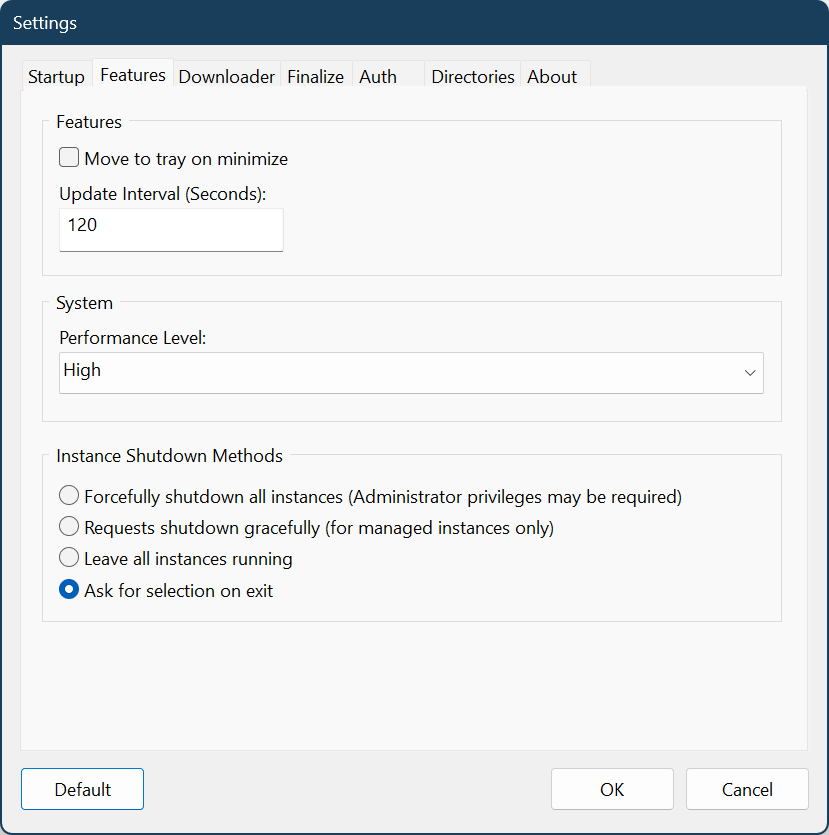 Settings
Startup Features Downloader Finalize Auth Directories About
Features
Move to tray on minimize
Update Interval (Seconds):
120
System
Performance Level:
High
Instance Shutdown Methods
Forcefully shutdown all instances (Administrator privileges may be required)
Requests shutdown gracefully (for managed instances only)
Leave all instances running
Ask for selection on exit
Default OK Cancel